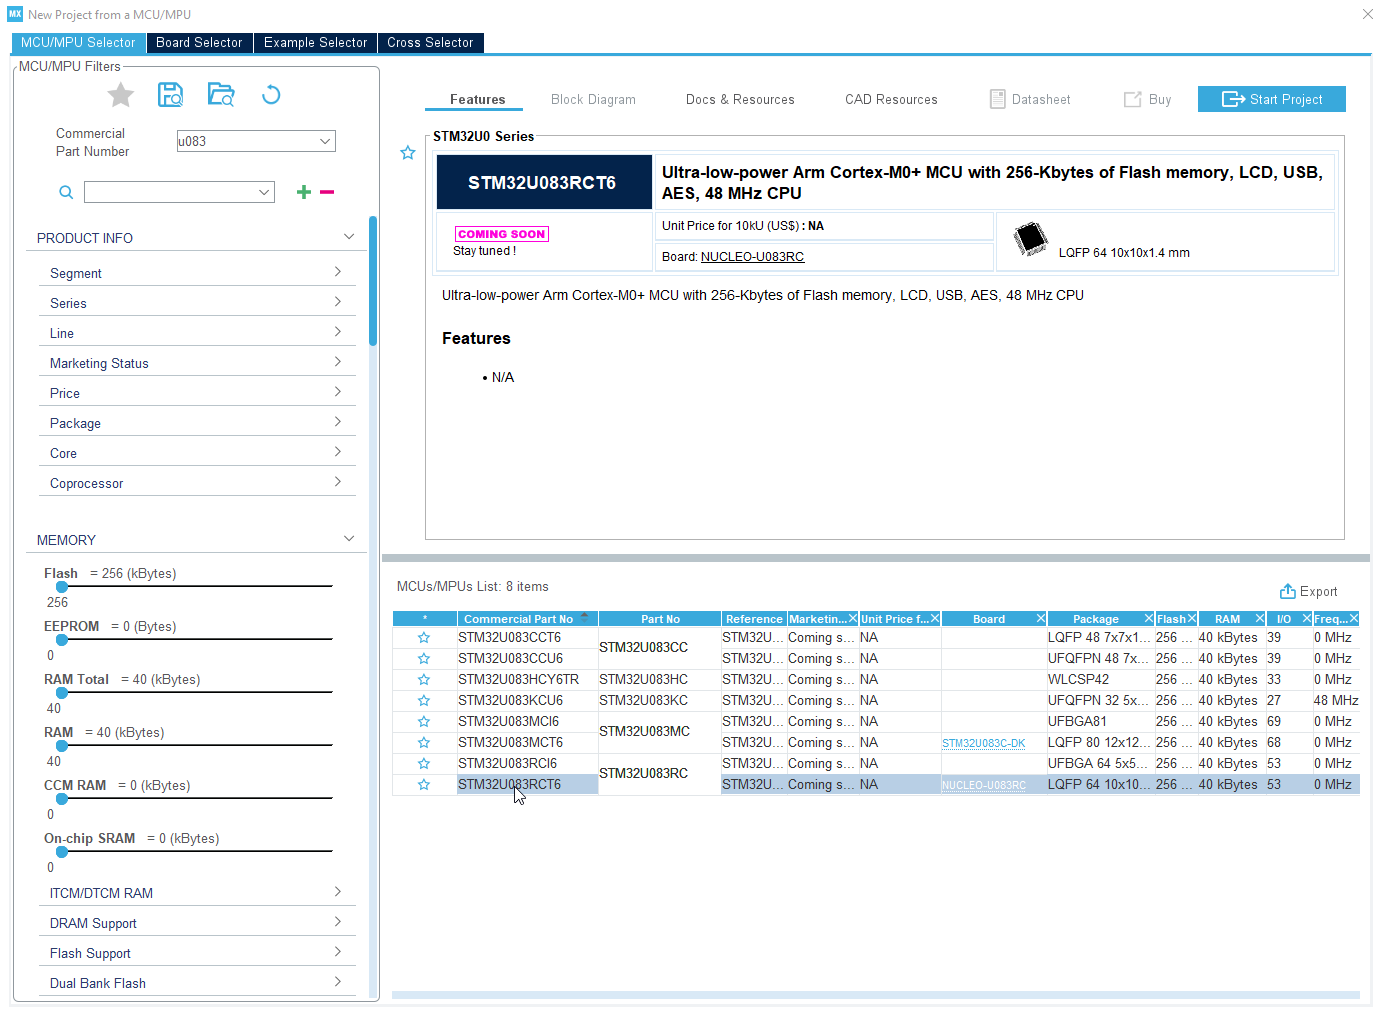 MX New Project from a MCU/MPU
MCU/MPU Selector Board Selector Example Selector Cross Selector
MCU/MPU Filters
Commercial
Part Number
u083
PRODUCT INFO
Segment
Series
Line
Marketing Status
Price
Package
Core
Coprocessor
MEMORY
Flash = 256 (kBytes)
256
EEPROM = 0 (Bytes)
0
RAM Total = 40 (kBytes)
40
RAM = 40 (kBytes)
40
CCM RAM = 0 (kBytes)
0
On-chip SRAM = 0 (kBytes)
0
ITCM/DTCM RAM
DRAM Support
Flash Support
Dual Bank Flash
Features Block Diagram Docs & Resources CAD Resources Datasheet Buy Start Project
STM32U0 Series
STM32U083RCT6
Ultra-low-power Arm Cortex-M0+ MCU with 256-Kbytes of Flash memory, LCD, USB,
AES, 48 MHz CPU
COMING SOON
Stay tuned !
Unit Price for 10kU (US$) : NA
Board: NUCLEO-U083RC
LQFP 64 10x10x1.4 mm
Ultra-low-power Arm Cortex-M0+ MCU with 256-Kbytes of Flash memory, LCD, USB, AES, 48 MHz CPU
Features
• N/A
MCUs/MPUs List: 8 items
Export
* Commercial Part No Part No Reference Marketin... Unit Price f... Board Package Flash RAM I/O Freq...
STM32U083CCT6 STM32U083CC STM32U... Coming s... NA LQFP 48 7x7x1... 256 ... 40 kBytes 39 0 MHz
STM32U083CCU6 STM32U... Coming s... NA UFQFPN 48 7x... 256 ... 40 kBytes 39 0 MHz
STM32U083HCY6TR STM32U083HC STM32U... Coming s... NA WLCSP42 256 ... 40 kBytes 33 0 MHz
STM32U083KCU6 STM32U083KC STM32U... Coming s... NA UFQFPN 32 5x... 256 ... 40 kBytes 27 48 MHz
STM32U083MCI6 STM32U083MC STM32U... Coming s... NA UFBGA81 256 ... 40 kBytes 69 0 MHz
STM32U083MCT6 STM32U... Coming s... NA STM32U083C-DK LQFP 80 12x12... 256 ... 40 kBytes 68 0 MHz
STM32U083RCI6 STM32U083RC STM32U... Coming s... NA UFBGA 64 5x5... 256 ... 40 kBytes 53 0 MHz
STM32U083RCT6 STM32U... Coming s... NA NUCLEO-U083RC LQFP 64 10x10... 256 ... 40 kBytes 53 0 MHz